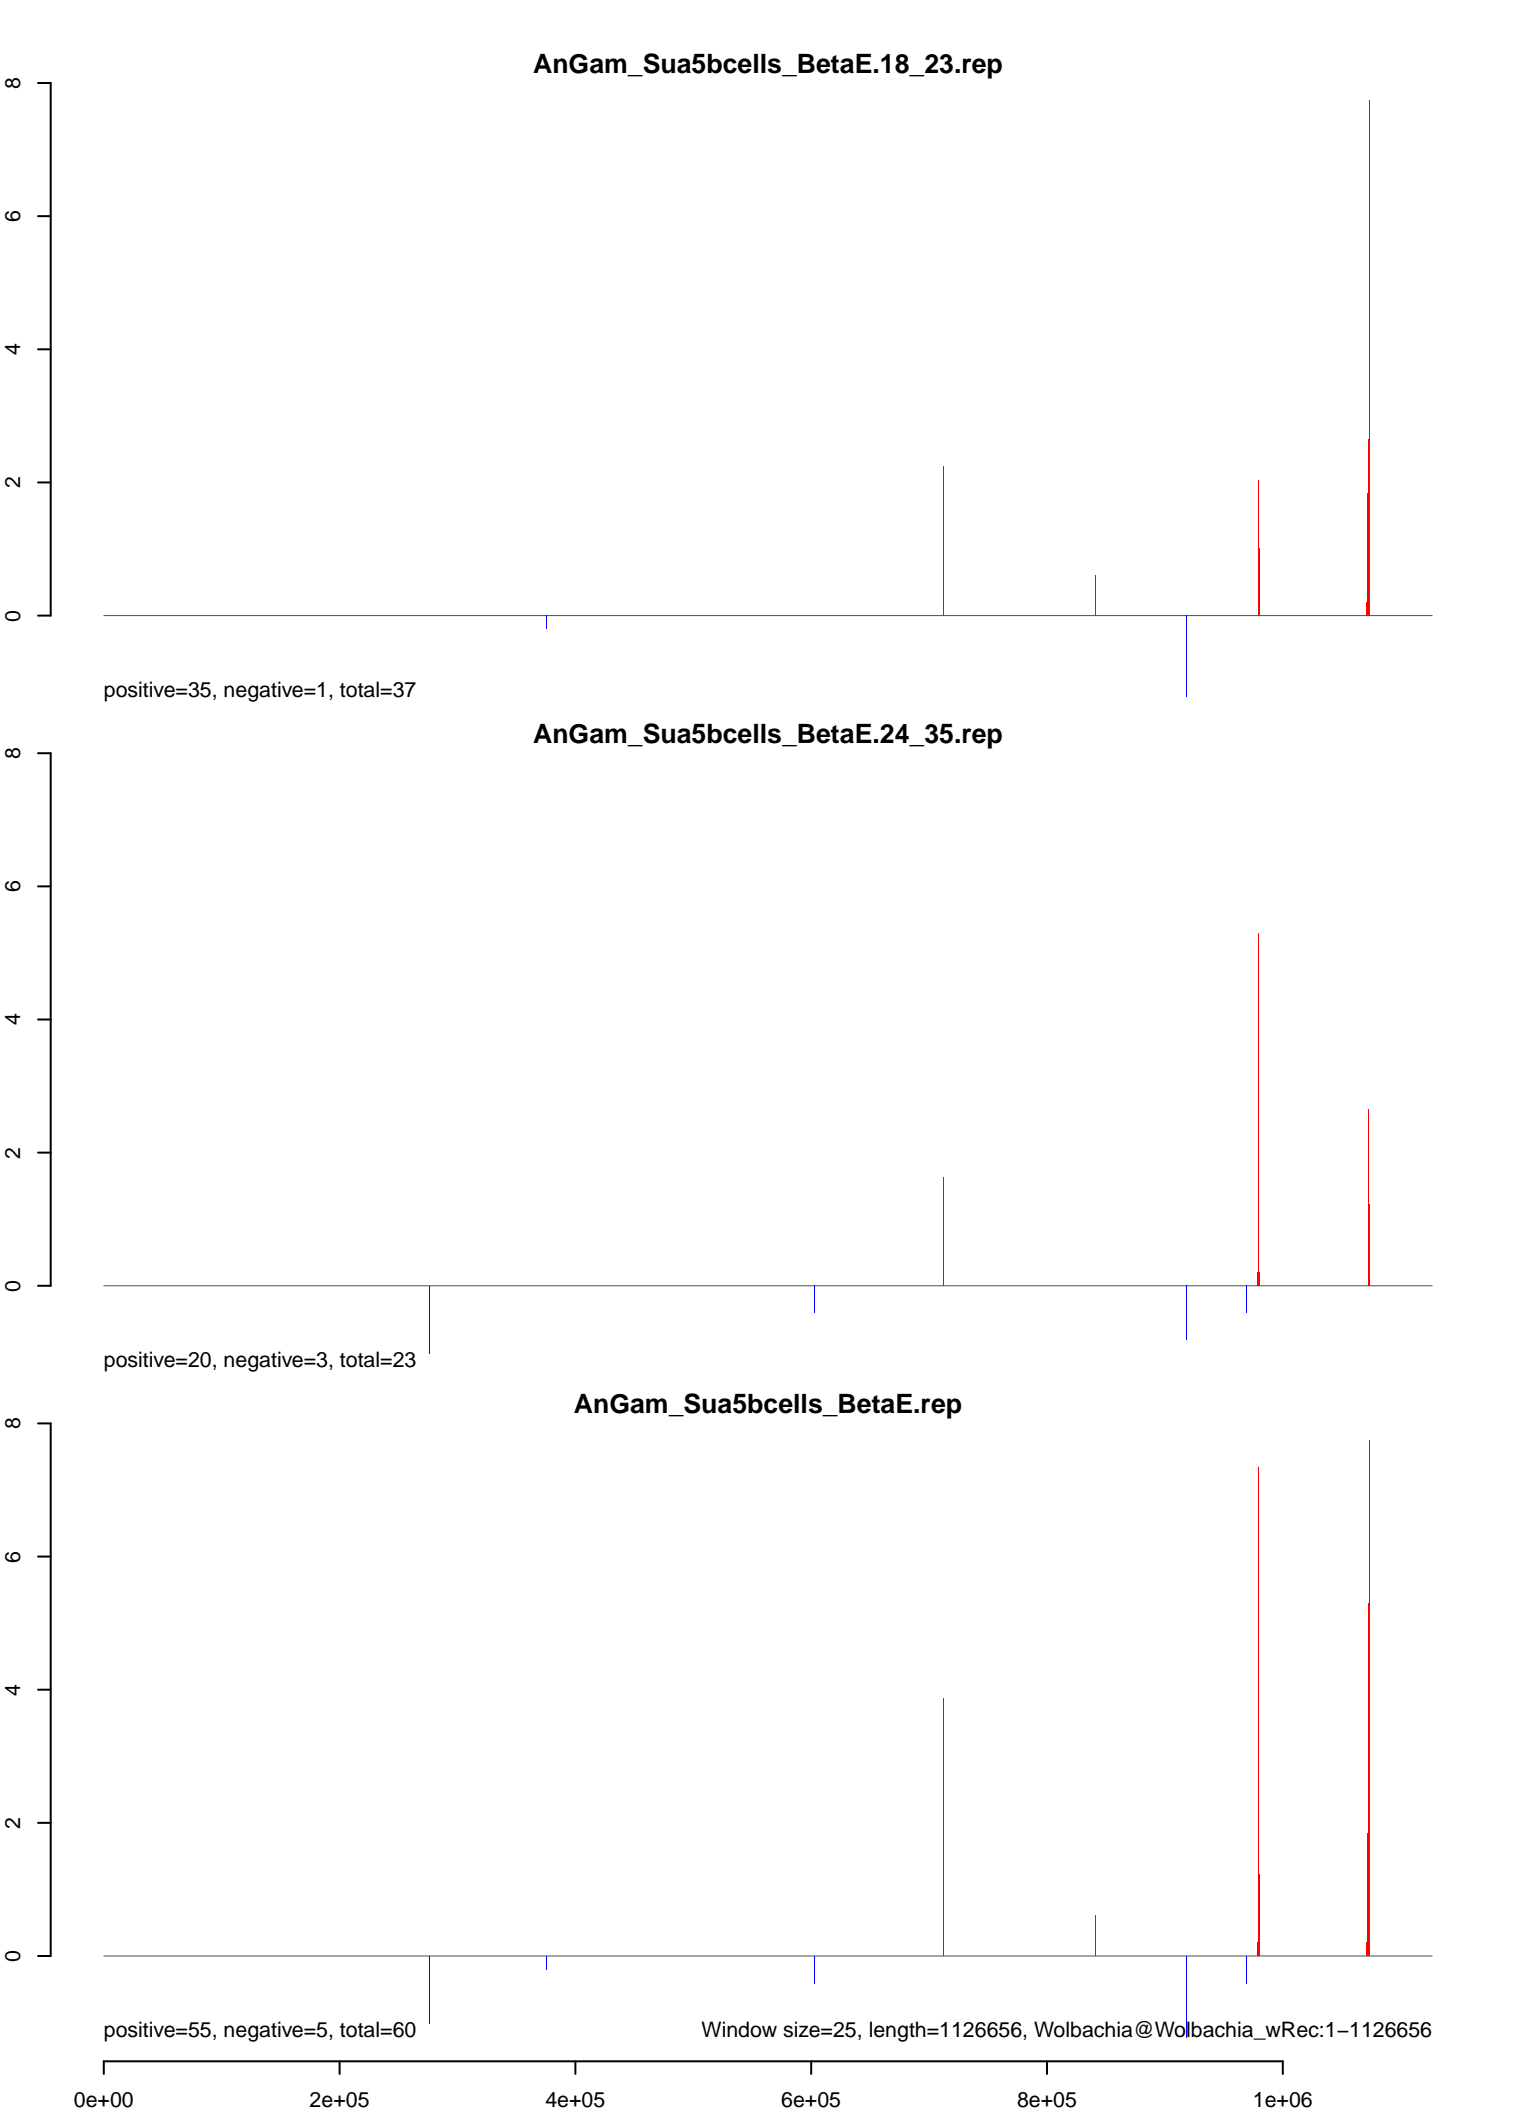 AnGam_Sua5bcells_BetaE.18_23.rep
8
6
4
2
0
positive=35, negative=1, total=37
AnGam_Sua5bcells_BetaE.24_35.rep
8
6
4
2
0
positive=20, negative=3, total=23
AnGam_Sua5bcells_BetaE.rep
8
6
4
2
0
positive=55, negative=5, total=60
Window size=25, length=1126656, Wolbachia@Wolbachia_wRec:1−1126656
0e+00 2e+05 4e+05 6e+05 8e+05 1e+06